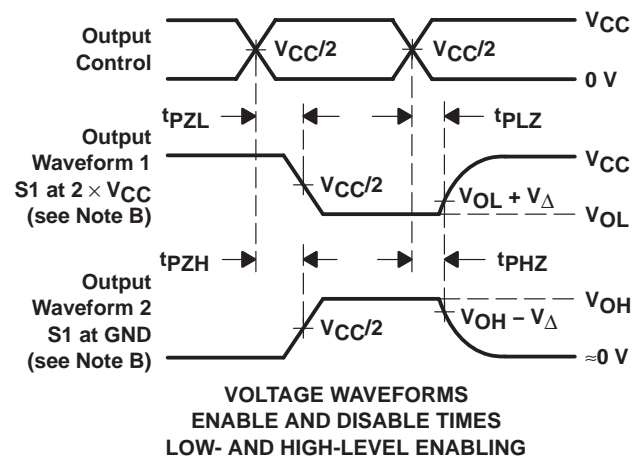 Output
Control
VCC/2
VCC/2
VCC
0 V
tPZL
tPLZ
Output
Waveform 1
S1 at 2 × VCC
(see Note B)
VCC/2
VCC
VOL + VΔ
VOL
tPZH
tPHZ
Output
Waveform 2
S1 at GND
(see Note B)
VCC/2
VOH
VOH − VΔ
≈0 V
VOLTAGE WAVEFORMS
ENABLE AND DISABLE TIMES
LOW- AND HIGH-LEVEL ENABLING